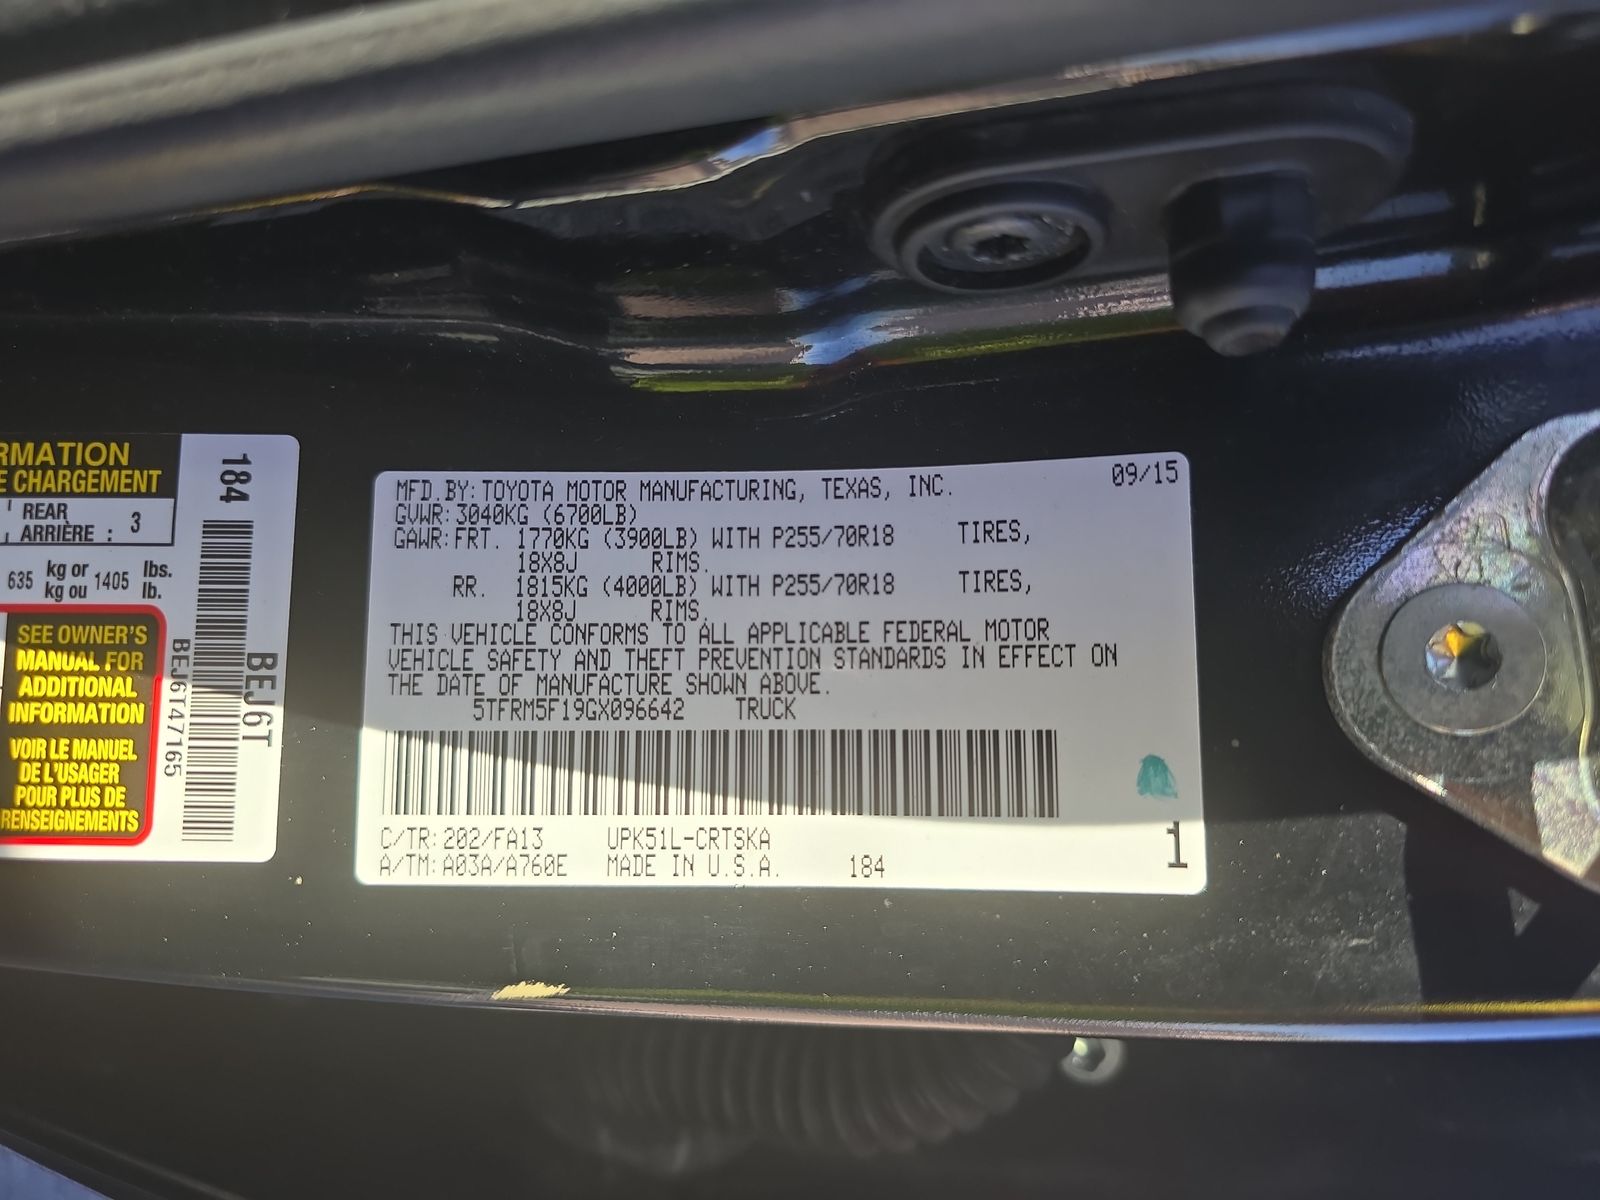 RMATION
E CHARGEMENT
REAR
ARRIÈRE : 3
635 kg or 1405 lbs.
kg ou lb.
SEE OWNER'S
MANUAL FOR
ADDITIONAL
INFORMATION
VOIR LE MANUEL
DE L'USAGER
POUR PLUS DE
RENSEIGNEMENTS
184
BEJ6T
BEJ6T47165
09/15
MFD.BY:TOYOTA MOTOR MANUFACTURING, TEXAS, INC.
GVWR:3040KG (6700LB)
GAWR:FRT. 1770KG (3900LB) WITH P255/70R18 TIRES,
18X8J RIMS.
RR. 1815KG (4000LB) WITH P255/70R18 TIRES,
18X8J RIMS.
THIS VEHICLE CONFORMS TO ALL APPLICABLE FEDERAL MOTOR
VEHICLE SAFETY AND THEFT PREVENTION STANDARDS IN EFFECT ON
THE DATE OF MANUFACTURE SHOWN ABOVE.
5TFRM5F19GX096642 TRUCK
C/TR:202/FA13 UPK51L-CRTSKA
A/TM:A03A/A760E MADE IN U.S.A. 184
1